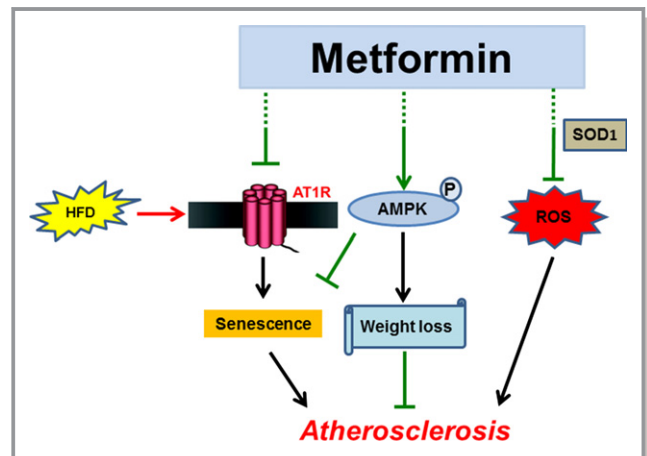 Metformin
SOD1
AT1R
P
HFD
AMPK
ROS
Senescence
Weight loss
Atherosclerosis